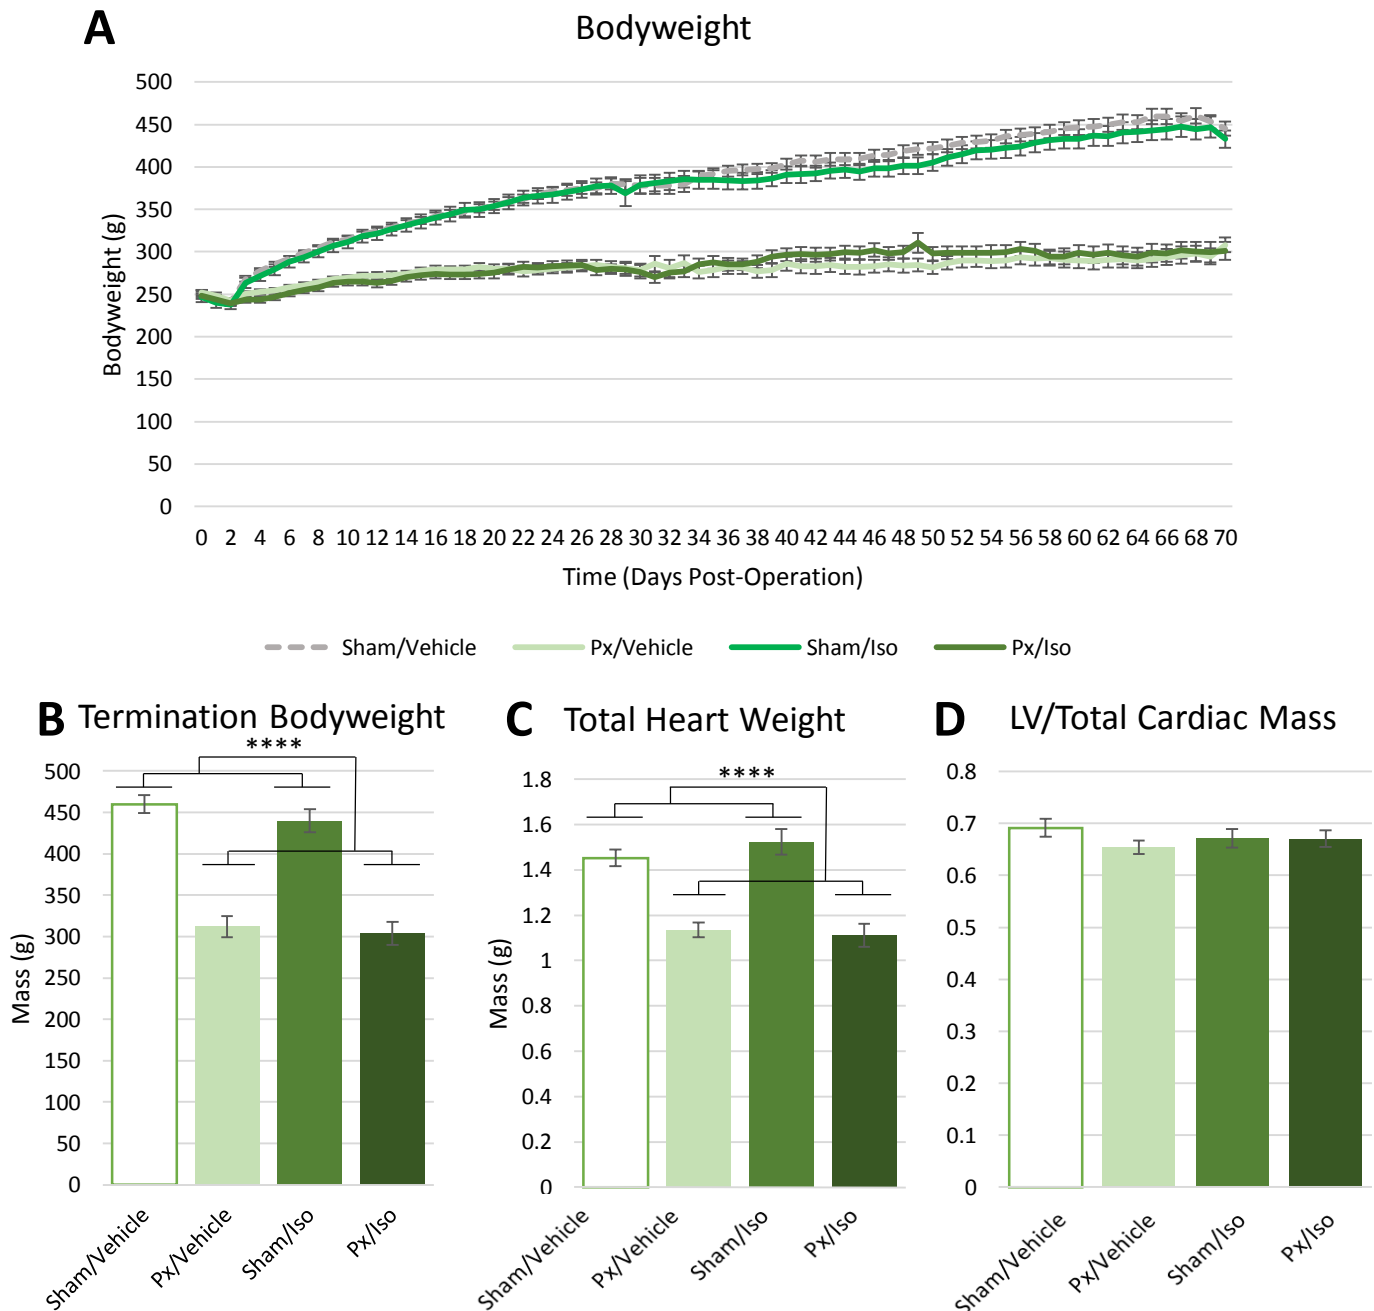 A
Bodyweight
500
450
400
350
300
250
200
150
100
50
0
Bodyweight (g)
0 2 4 6 8 10 12 14 16 18 20 22 24 26 28 30 32 34 36 38 40 42 44 46 48 50 52 54 56 58 60 62 64 66 68 70
Time (Days Post-Operation)
Sham/Vehicle Px/Vehicle Sham/Iso Px/Iso
B Termination Bodyweight
****
500
450
400
350
300
250
200
150
100
50
0
Mass (g)
Sham/Vehicle
Px/Vehicle
Sham/Iso
Px/Iso
C Total Heart Weight
****
1.8
1.6
1.4
1.2
1
0.8
0.6
0.4
0.2
0
Mass (g)
Sham/Vehicle
Px/Vehicle
Sham/Iso
Px/Iso
D LV/Total Cardiac Mass
0.8
0.7
0.6
0.5
0.4
0.3
0.2
0.1
0
Sham/Vehicle
Px/Vehicle
Sham/Iso
Px/Iso